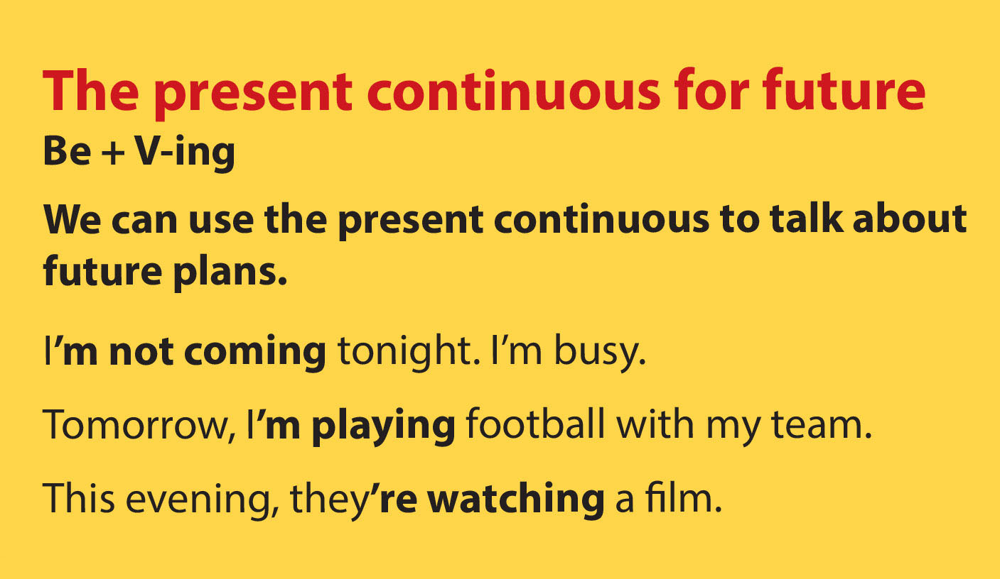 The present continuous for future
Be + V-ing
We can use the present continuous to talk about
future plans.
I’m not coming tonight. I’m busy.
Tomorrow, I’m playing football with my team.
This evening, they’re watching a film.